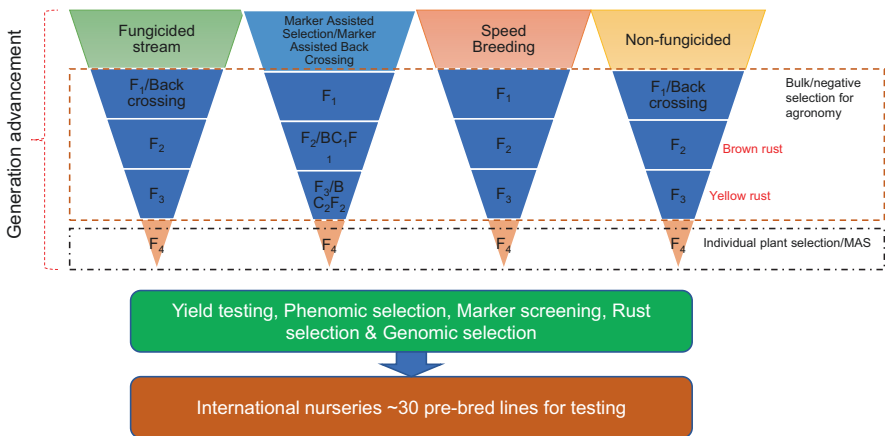 Generation advancement
Fungicided
stream
Marker Assisted
Selection/Marker
Assisted Back
Crossing
Speed
Breeding
Non-fungicided
F₁/Back
crossing
F₂
F₃
F₄
F₁
F₂/BC₁F
₁
F₃/B
C₂F₂
F₄
F₁
F₂
F₃
F₄
F₁/Back
crossing
F₂
F₃
F₄
Bulk/negative
selection for
agronomy
Brown rust
Yellow rust
Individual plant selection/MAS
Yield testing, Phenomic selection, Marker screening, Rust
selection & Genomic selection
International nurseries ~30 pre-bred lines for testing